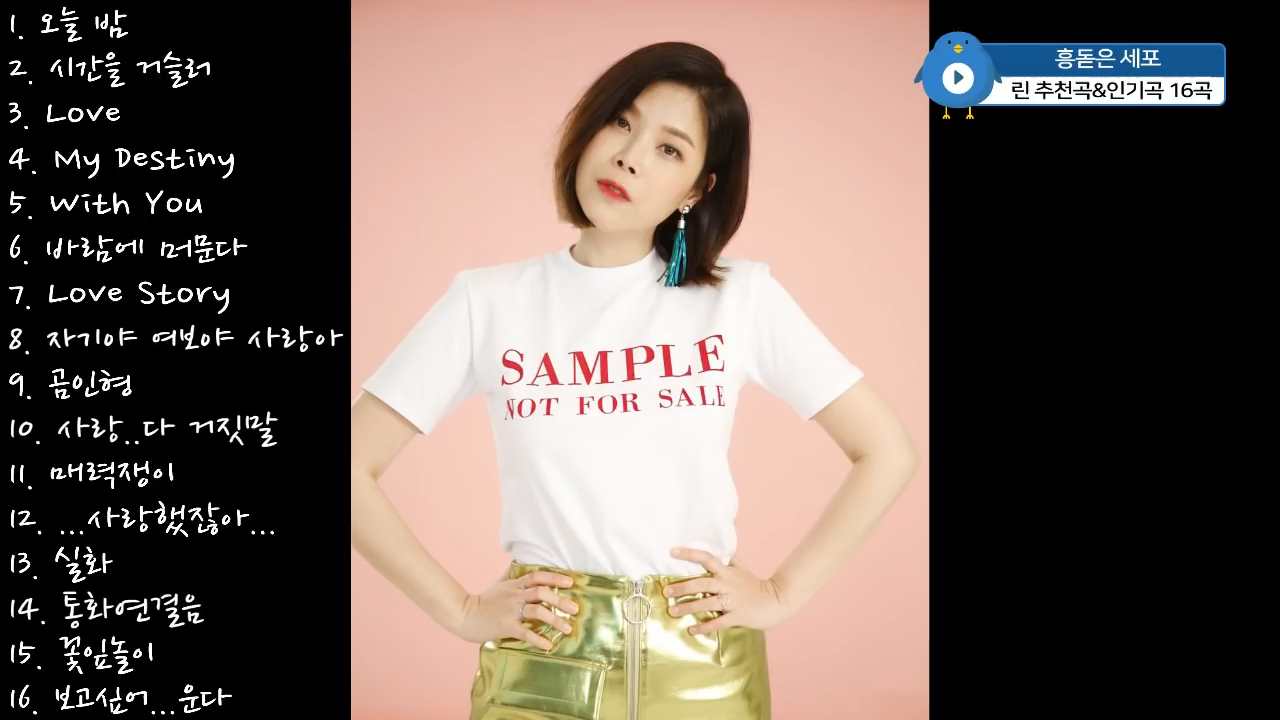 1. 오늘 밤
2. 시간을 거슬러
3. Love
4. My Destiny
5. With You
6. 바람에 머문다
7. Love Story
8. 자기야 여보야 사랑아
9. 곰인형
10. 사랑..다 거짓말
11. 매력쟁이
12. ...사랑했잖아...
13. 실화
14. 통화연결음
15. 꽃잎놀이
16. 보고싶어...운다
SAMPLE
NOT FOR SALE
흥돋은 세포
린 추천곡&인기곡 16곡